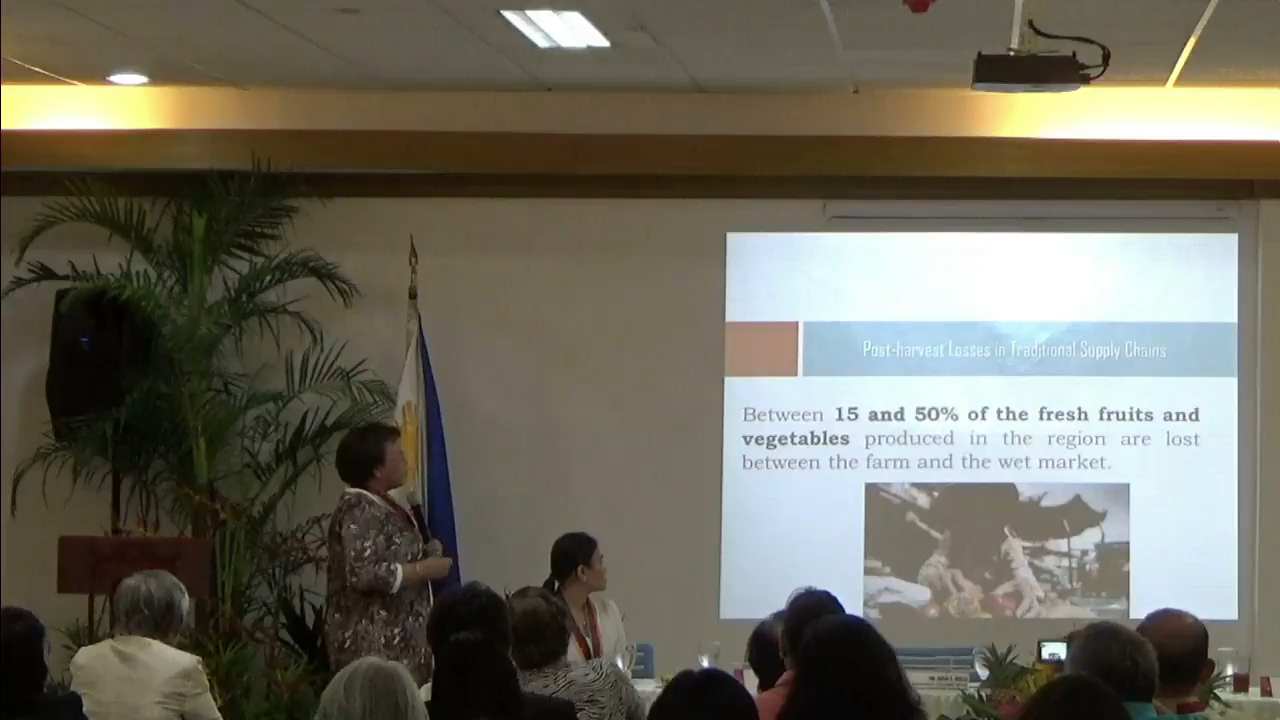 Post-harvest Losses in Traditional Supply Chains
Between 15 and 50% of the fresh fruits and
vegetables produced in the region are lost
between the farm and the wet market.